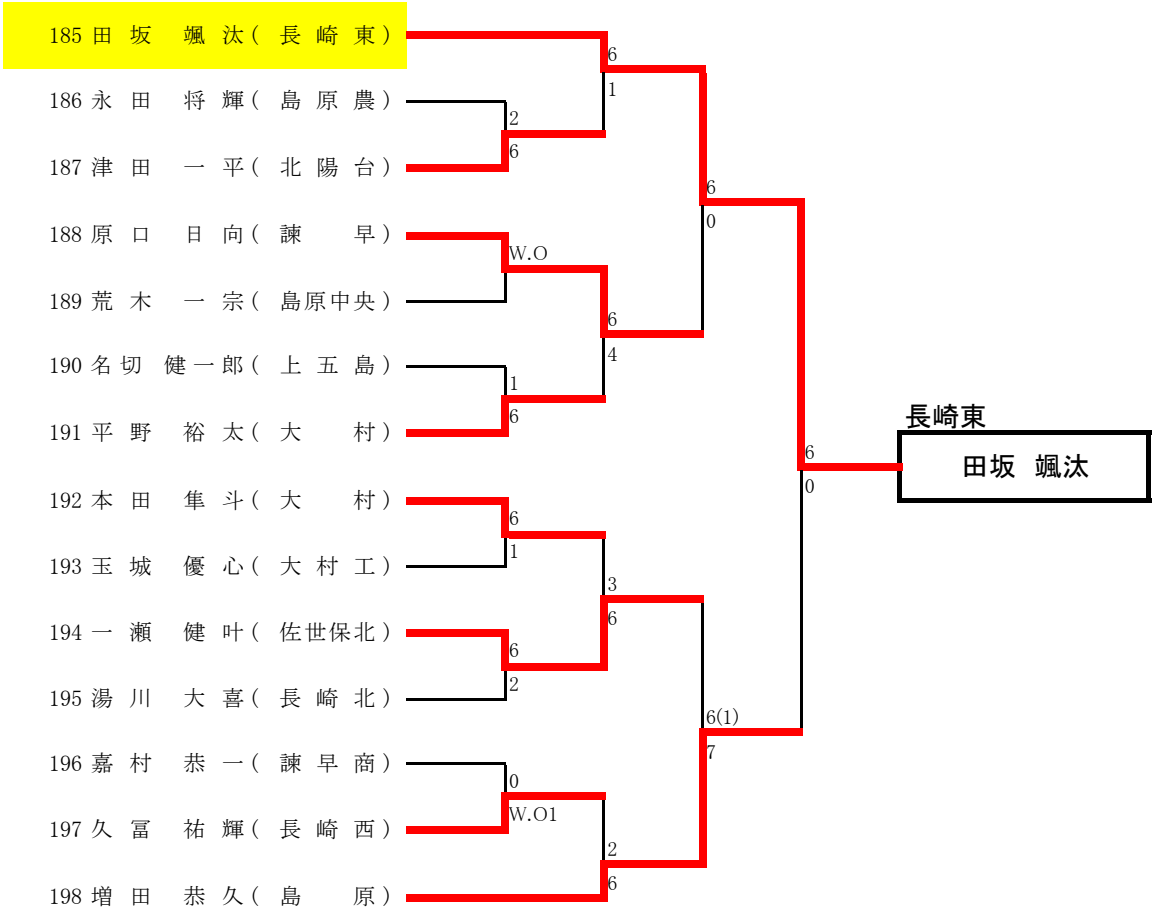 185 田 坂 颯 汰 ( 長 崎 東 )
6
1
186 永 田 将 輝 ( 島 原 農 )
2
6
187 津 田 一 平 ( 北 陽 台 )
6
0
188 原 口 日 向 ( 諫 早 )
W.O
189 荒 木 一 宗 ( 島原中央 )
6
4
190 名 切 健 一 郎 ( 上 五 島 )
1
6
191 平 野 裕 太 ( 大 村 )
長崎東
田坂 颯汰
6
0
192 本 田 隼 斗 ( 大 村 )
6
1
193 玉 城 優 心 ( 大 村 工 )
3
6
194 一 瀬 健 叶 ( 佐世保北 )
6
2
195 湯 川 大 喜 ( 長 崎 北 )
6(1)
7
196 嘉 村 恭 一 ( 諫 早 商 )
0
W.O1
197 久 冨 祐 輝 ( 長 崎 西 )
2
6
198 増 田 恭 久 ( 島 原 )